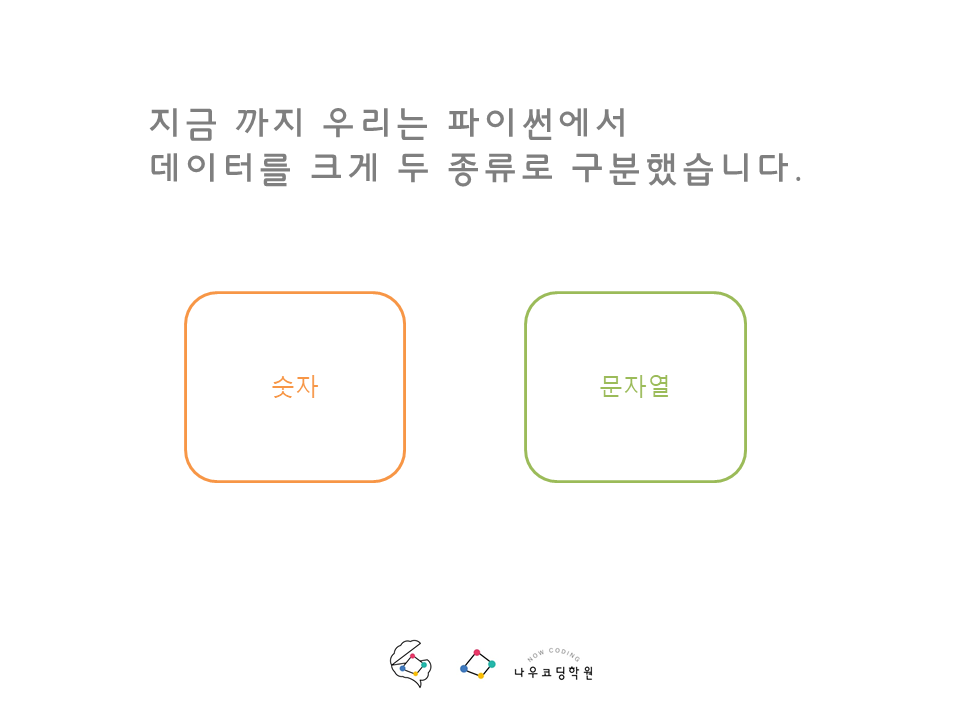 지금 까지 우리는 파이썬에서
데이터를 크게 두 종류로 구분했습니다.
숫자
문자열
NOW CODING
나우코딩학원